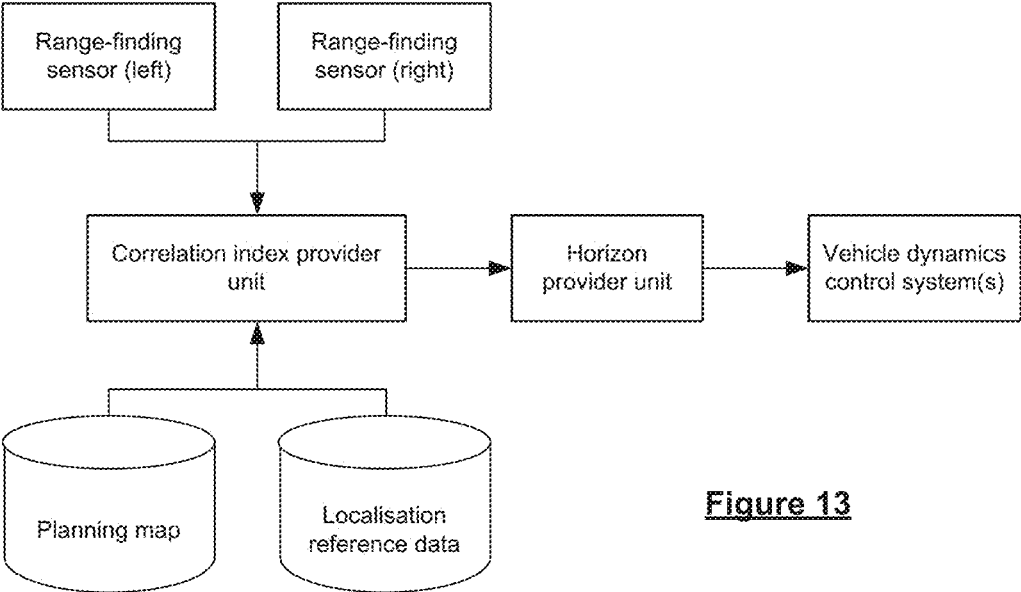 Range-finding
sensor (left)
Range-finding
sensor (right)
Correlation index provider
unit
Horizon
provider unit
Vehicle dynamics
control system(s)
Planning map
Localisation
reference data
Figure 13